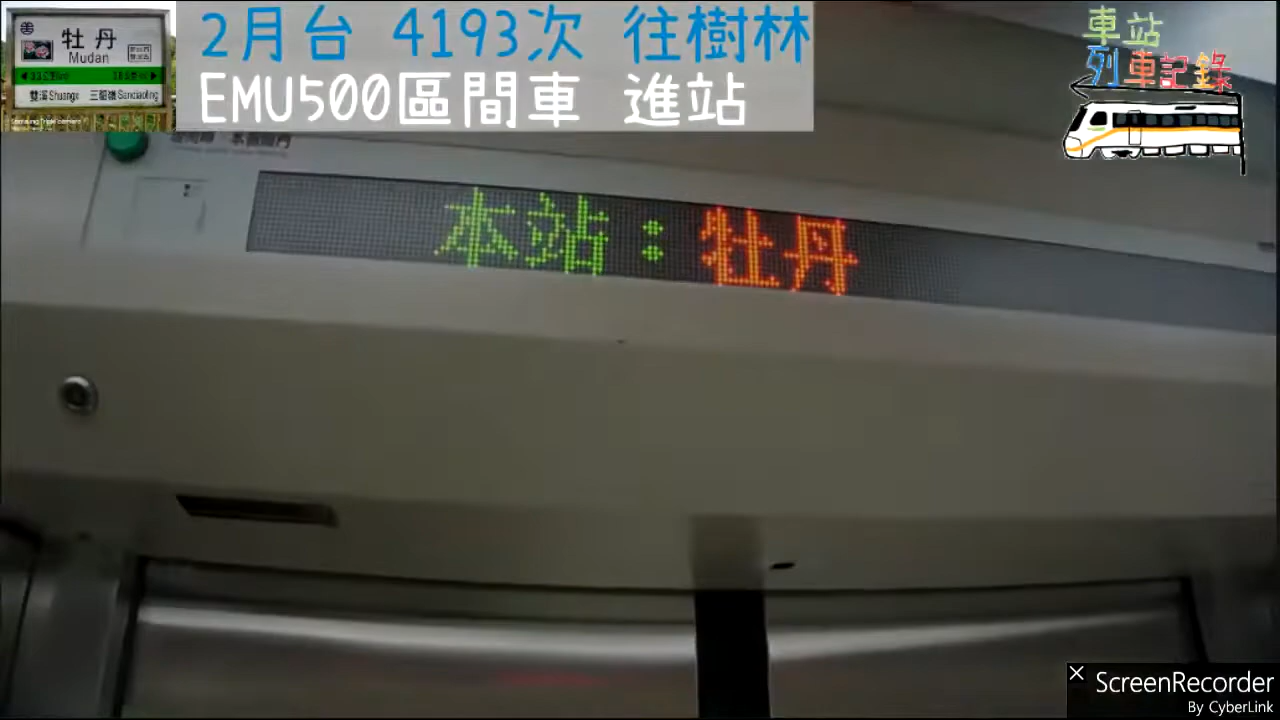 牡丹
Mudan
雙溪 Shuangxi 三貂嶺 Sandiaoling
2月台 4193次 往樹林
EMU500區間車 進站
車站
列車記錄
本站：牡丹
ScreenRecorder
By CyberLink